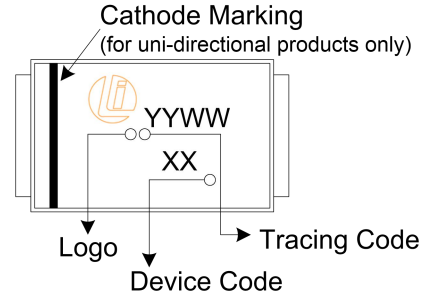 Cathode Marking
(for uni-directional products only)
YYWW
XX
Logo
Tracing Code
Device Code